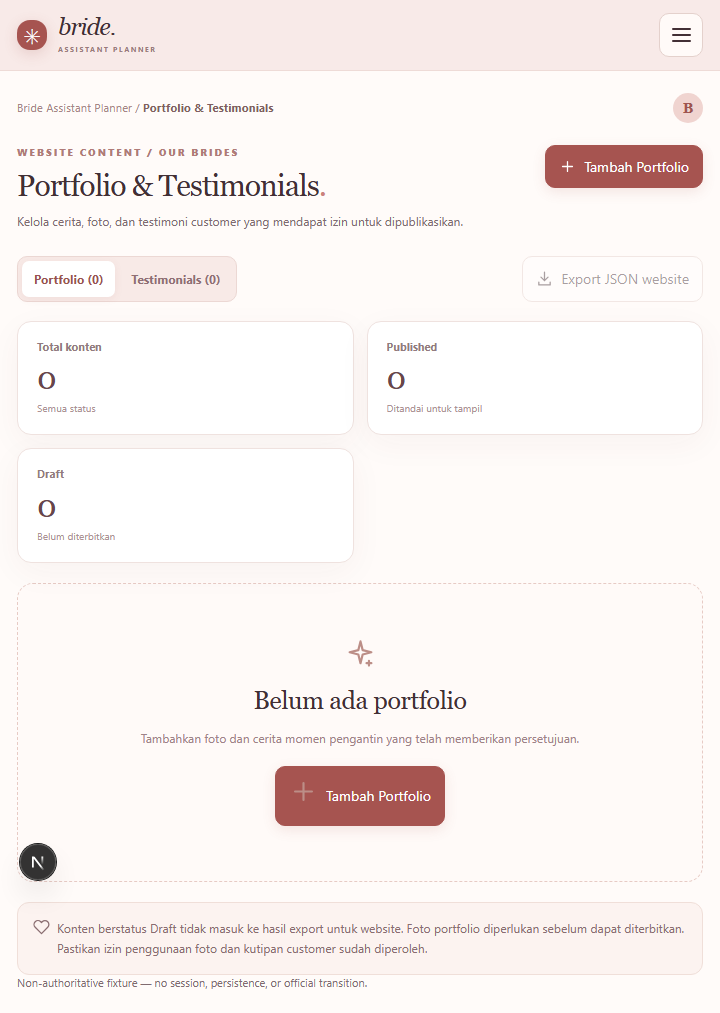 bride.
ASSISTANT PLANNER
Bride Assistant Planner / Portfolio & Testimonials
B
WEBSITE CONTENT / OUR BRIDES
Portfolio & Testimonials.
Tambah Portfolio
Kelola cerita, foto, dan testimoni customer yang mendapat izin untuk dipublikasikan.
Portfolio (0)
Testimonials (0)
Export JSON website
Total konten
0
Semua status
Published
0
Ditandai untuk tampil
Draft
0
Belum diterbitkan
Belum ada portfolio
Tambahkan foto dan cerita momen pengantin yang telah memberikan persetujuan.
Tambah Portfolio
N
Konten berstatus Draft tidak masuk ke hasil export untuk website. Foto portfolio diperlukan sebelum dapat diterbitkan.
Pastikan izin penggunaan foto dan kutipan customer sudah diperoleh.
Non-authoritative fixture — no session, persistence, or official transition.